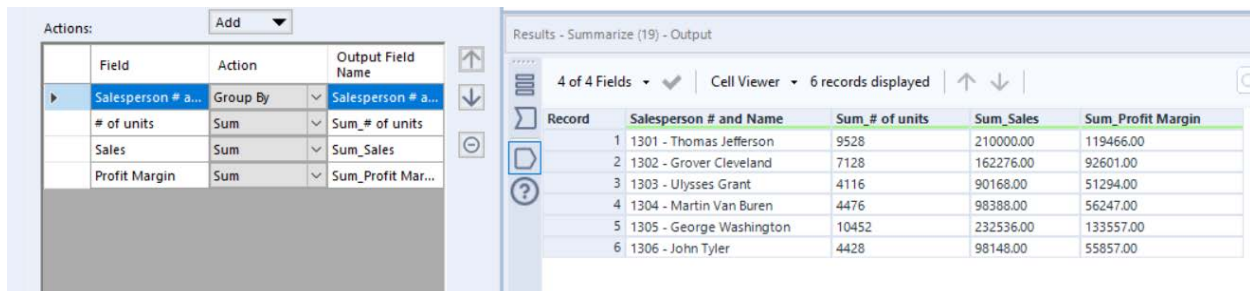 Actions:
Add
Field Action Output Field Name
Salesperson # a... Group By Salesperson # a...
# of units Sum Sum_# of units
Sales Sum Sum_Sales
Profit Margin Sum Sum_Profit Mar...
Results - Summarize (19) - Output
4 of 4 Fields Cell Viewer 6 records displayed
Record Salesperson # and Name Sum_# of units Sum_Sales Sum_Profit Margin
1 1301 - Thomas Jefferson 9528 210000.00 119466.00
2 1302 - Grover Cleveland 7128 162276.00 92601.00
3 1303 - Ulysses Grant 4116 90168.00 51294.00
4 1304 - Martin Van Buren 4476 98388.00 56247.00
5 1305 - George Washington 10452 232536.00 133557.00
6 1306 - John Tyler 4428 98148.00 55857.00